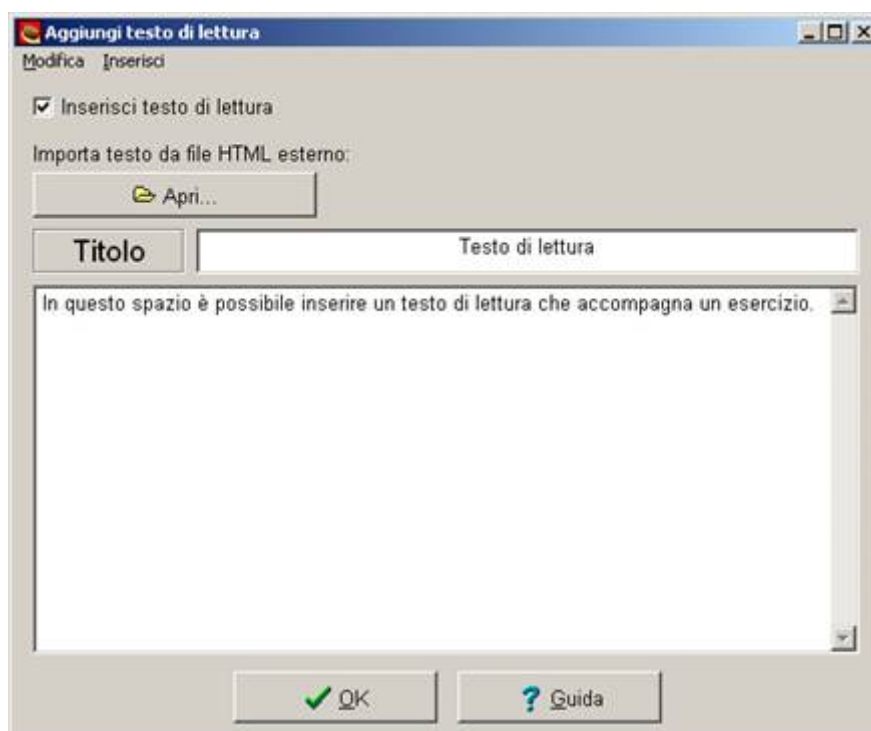 Aggiungi testo di lettura
Modifica Inserisci
Inserisci testo di lettura
Importa testo da file HTML esterno:
Apri...
Titolo
Testo di lettura
In questo spazio è possibile inserire un testo di lettura che accompagna un esercizio.
OK
Guida